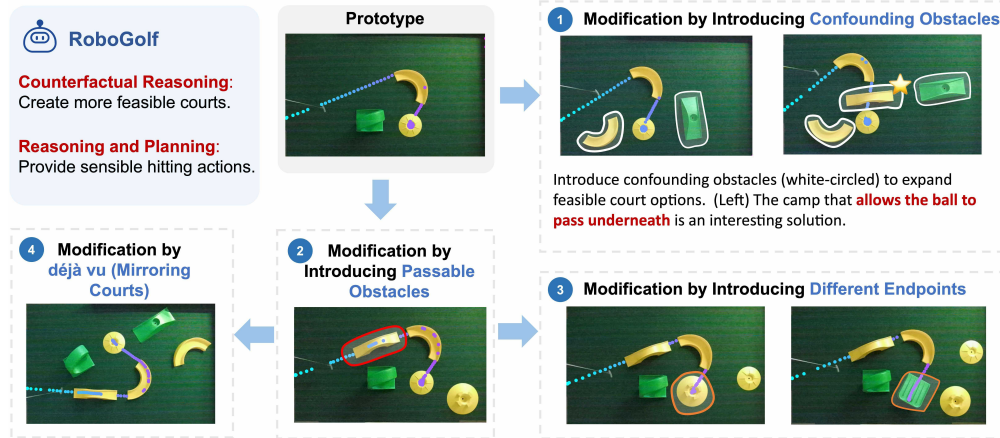 RoboGolf
Counterfactual Reasoning:
Create more feasible courts.
Reasoning and Planning:
Provide sensible hitting actions.
Prototype
1 Modification by Introducing Confounding Obstacles
Introduce confounding obstacles (white-circled) to expand
feasible court options. (Left) The camp that allows the ball to
pass underneath is an interesting solution.
4 Modification by
déjà vu (Mirroring
Courts)
2 Modification by
Introducing Passable
Obstacles
3 Modification by Introducing Different Endpoints